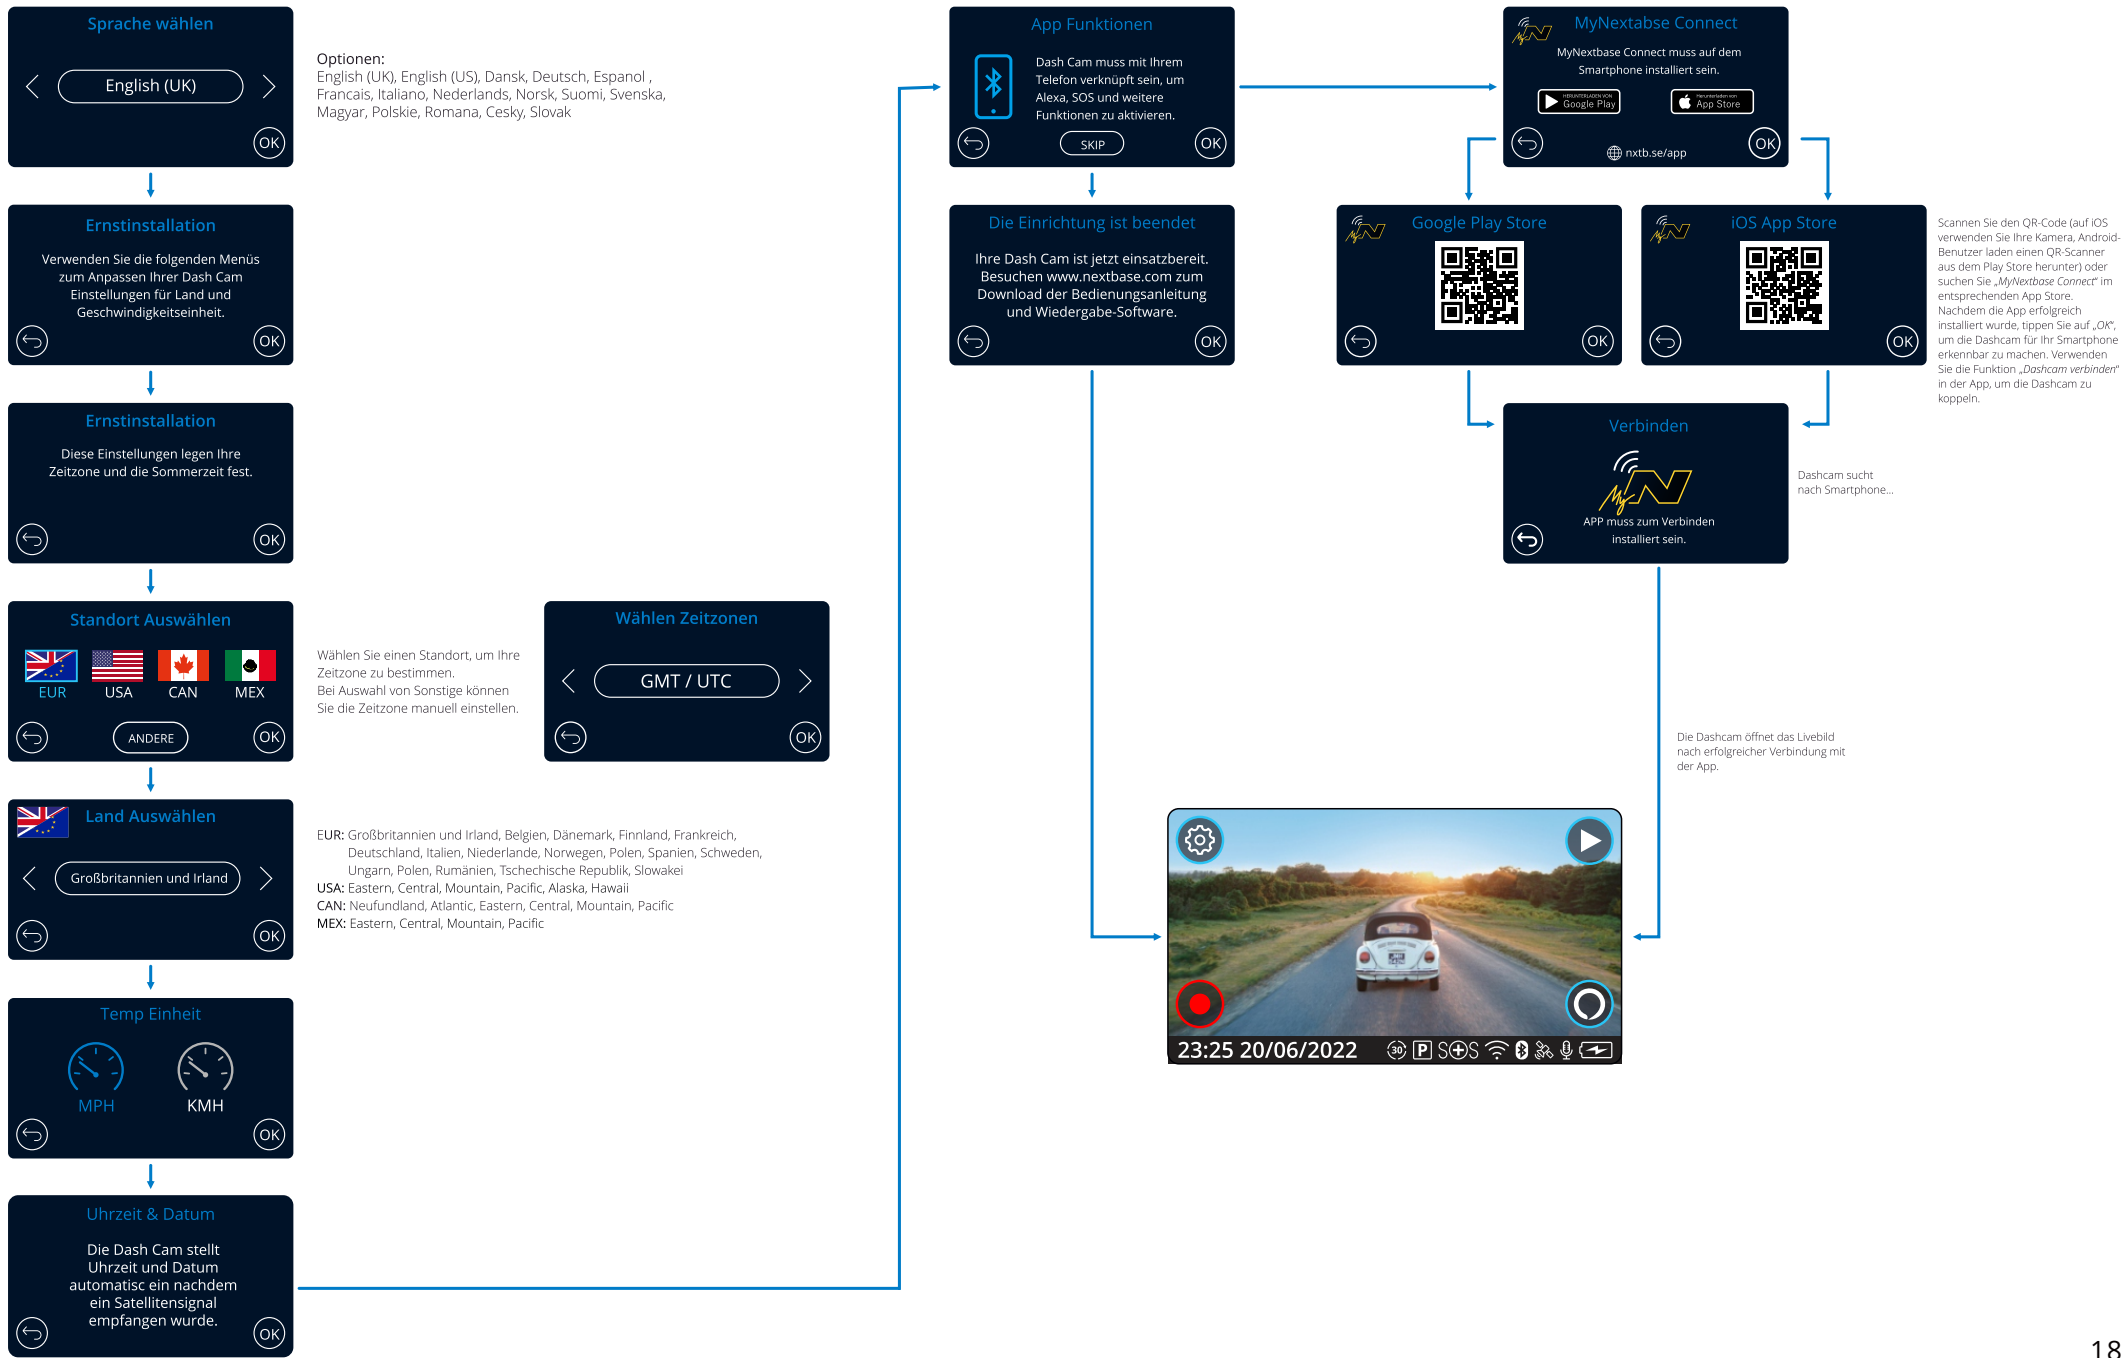 Sprache wählen
English (UK)
OK
Optionen:
English (UK), English (US), Dansk, Deutsch, Espanol ,
Francais, Italiano, Nederlands, Norsk, Suomi, Svenska,
Magyar, Polskie, Romana, Cesky, Slovak
Ernstinstallation
Verwenden Sie die folgenden Menüs
zum Anpassen Ihrer Dash Cam
Einstellungen für Land und
Geschwindigkeitseinheit.
OK
Ernstinstallation
Diese Einstellungen legen Ihre
Zeitzone und die Sommerzeit fest.
OK
Standort Auswählen
EUR USA CAN MEX
ANDERE
OK
Wählen Sie einen Standort, um Ihre
Zeitzone zu bestimmen.
Bei Auswahl von Sonstige können
Sie die Zeitzone manuell einstellen.
Wählen Zeitzonen
GMT / UTC
OK
Land Auswählen
Großbritannien und Irland
OK
EUR: Großbritannien und Irland, Belgien, Dänemark, Finnland, Frankreich,
Deutschland, Italien, Niederlande, Norwegen, Polen, Spanien, Schweden,
Ungarn, Polen, Rumänien, Tschechische Republik, Slowakei
USA: Eastern, Central, Mountain, Pacific, Alaska, Hawaii
CAN: Neufundland, Atlantic, Eastern, Central, Mountain, Pacific
MEX: Eastern, Central, Mountain, Pacific
Temp Einheit
MPH KMH
OK
Uhrzeit & Datum
Die Dash Cam stellt
Uhrzeit und Datum
automatisc ein nachdem
ein Satellitensignal
empfangen wurde.
OK
App Funktionen
Dash Cam muss mit Ihrem
Telefon verknüpft sein, um
Alexa, SOS und weitere
Funktionen zu aktivieren.
SKIP
OK
Die Einrichtung ist beendet
Ihre Dash Cam ist jetzt einsatzbereit.
Besuchen www.nextbase.com zum
Download der Bedienungsanleitung
und Wiedergabe-Software.
OK
My N
MyNextabse Connect
MyNextbase Connect muss auf dem
Smartphone installiert sein.
HERUNTERLADEN VON
Google Play
Herunterladen von
App Store
nxtb.se/app
OK
My N
Google Play Store
OK
My N
iOS App Store
OK
Scannen Sie den QR-Code (auf iOS
verwenden Sie Ihre Kamera, Android-
Benutzer laden einen QR-Scanner
aus dem Play Store herunter) oder
suchen Sie „MyNextbase Connect“ im
entsprechenden App Store.
Nachdem die App erfolgreich
installiert wurde, tippen Sie auf „OK“,
um die Dashcam für Ihr Smartphone
erkennbar zu machen. Verwenden
Sie die Funktion „Dashcam verbinden“
in der App, um die Dashcam zu
koppeln.
Verbinden
My N
APP muss zum Verbinden
installiert sein.
Dashcam sucht
nach Smartphone...
Die Dashcam öffnet das Livebild
nach erfolgreicher Verbindung mit
der App.
23:25 20/06/2022 30 P SOS
18